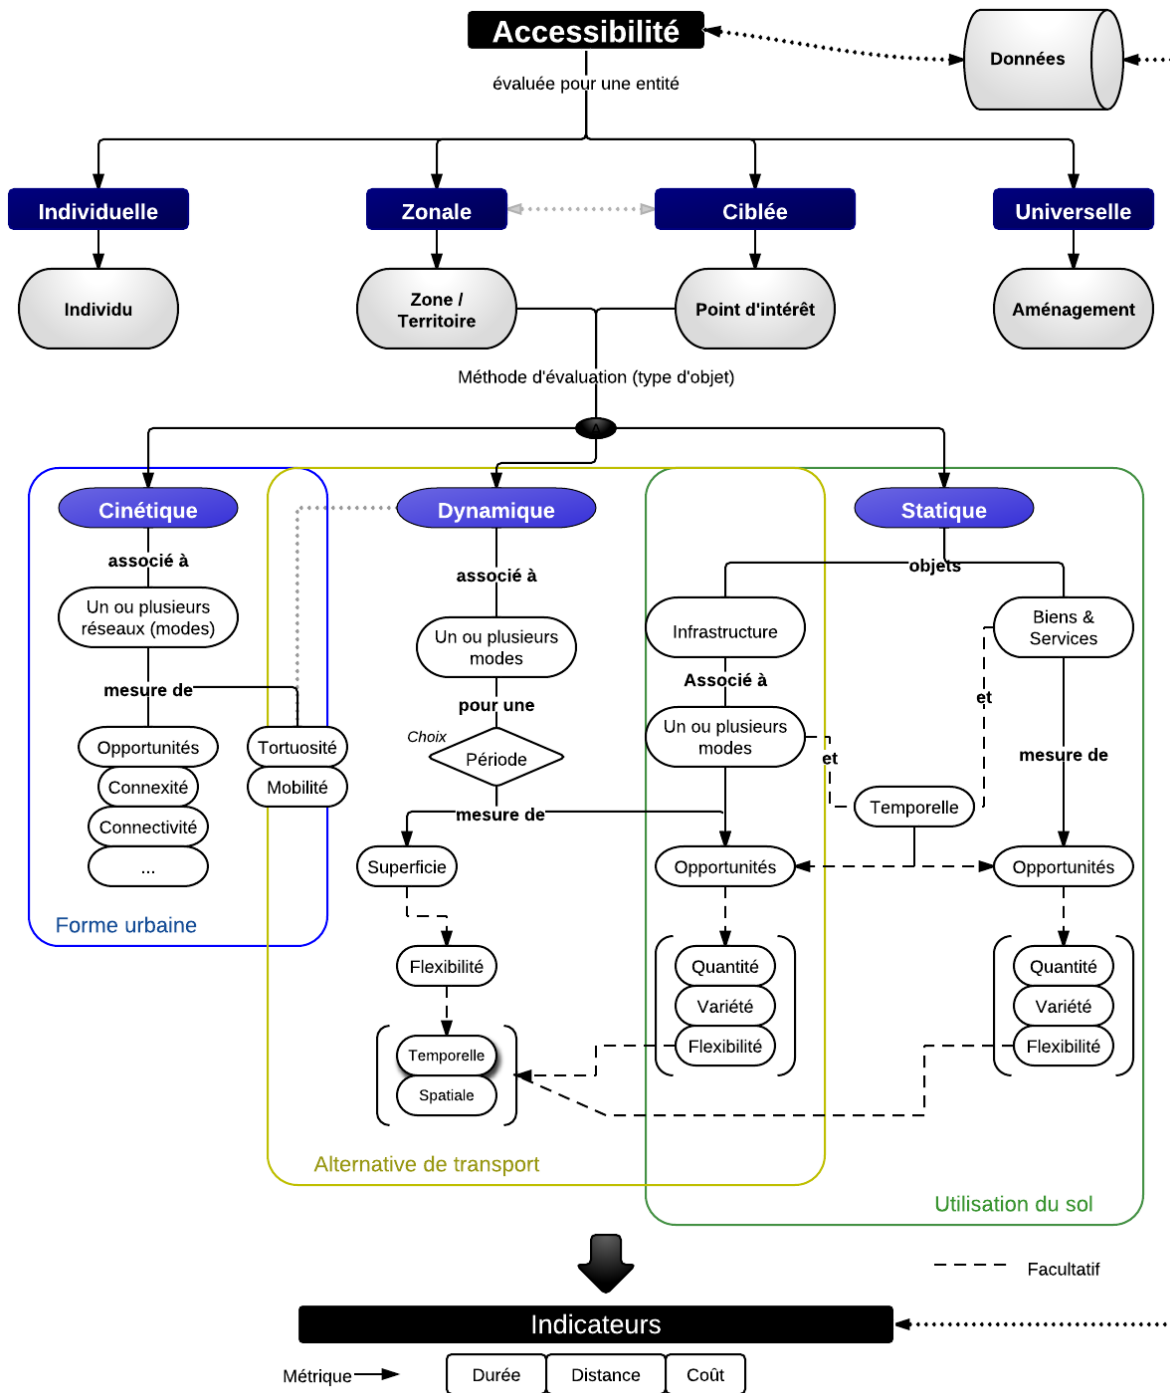 Accessibilité
Données
évaluée pour une entité
Individuelle
Zonale
Ciblée
Universelle
Individu
Zone /
Territoire
Point d'intérêt
Aménagement
Méthode d'évaluation (type d'objet)
A
Cinétique
Dynamique
Statique
associé à
associé à
objets
Un ou plusieurs
réseaux (modes)
Un ou plusieurs
modes
Infrastructure
Biens &
Services
mesure de
pour une
Associé à
et
Choix
Période
Un ou plusieurs
modes
et
mesure de
Opportunités
Connexité
Connectivité
...
Tortuosité
Mobilité
Temporelle
mesure de
Superficie
Opportunités
Opportunités
Forme urbaine
Flexibilité
Quantité
Variété
Flexibilité
Quantité
Variété
Flexibilité
Temporelle
Spatiale
Alternative de transport
Utilisation du sol
Facultatif
Indicateurs
Métrique
Durée
Distance
Coût